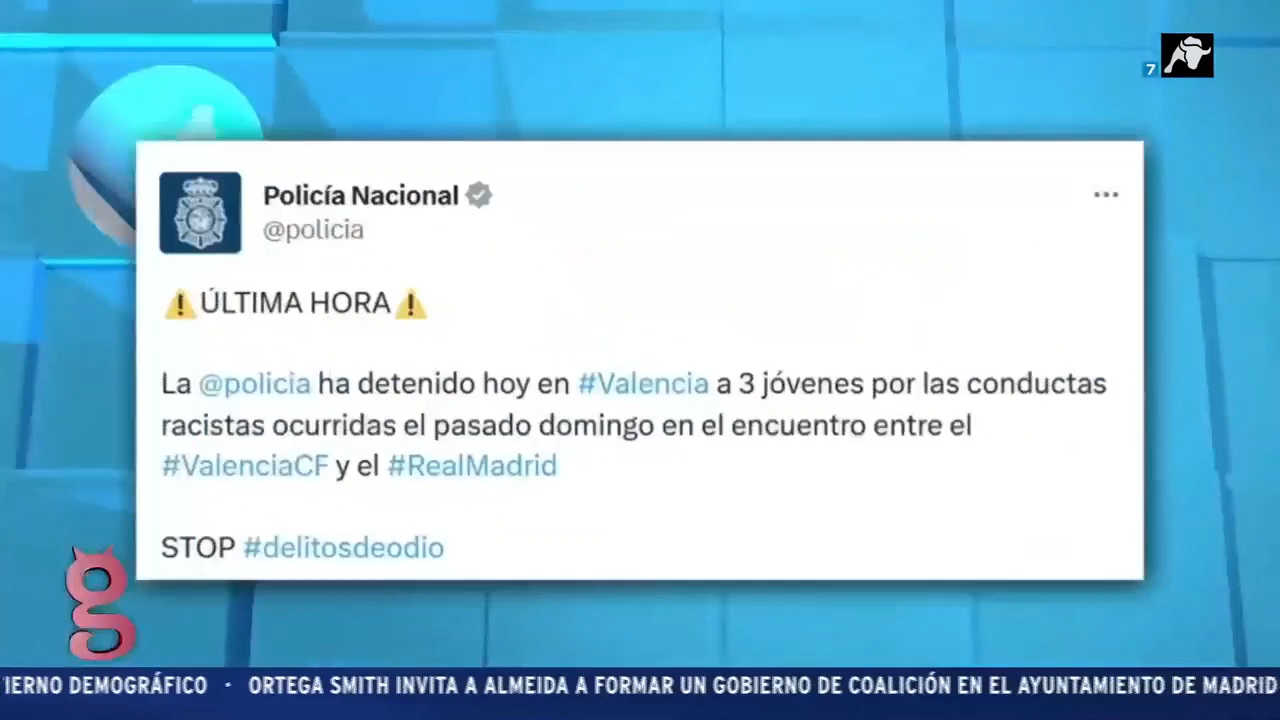 7
Policía Nacional
@policia
⚠️ÚLTIMA HORA⚠️
La @policia ha detenido hoy en #Valencia a 3 jóvenes por las conductas
racistas ocurridas el pasado domingo en el encuentro entre el
#ValenciaCF y el #RealMadrid
STOP #delitosdeodio
g
IERNO DEMOGRÁFICO · ORTEGA SMITH INVITA A ALMEIDA A FORMAR UN GOBIERNO DE COALICIÓN EN EL AYUNTAMIENTO DE MADRID